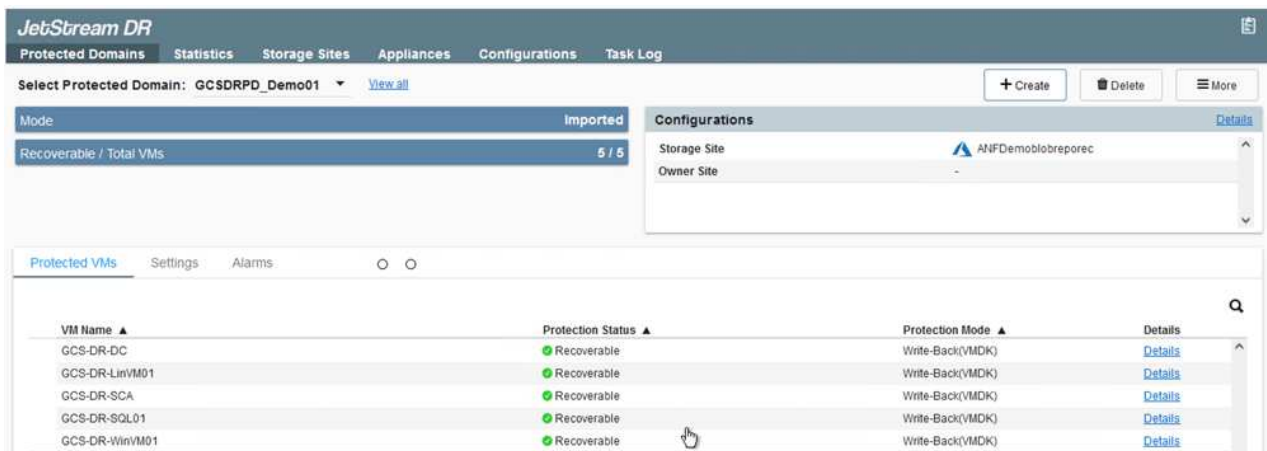 JetStream DR
Protected Domains Statistics Storage Sites Appliances Configurations Task Log
Select Protected Domain: GCSDRPD_Demo01 View all + Create Delete More
Mode Imported
Recoverable / Total VMs 5 / 5
Configurations Details
Storage Site ANFDemoblobreporec
Owner Site -
Protected VMs Settings Alarms
VM Name ▲ Protection Status ▲ Protection Mode ▲ Details
GCS-DR-DC Recoverable Write-Back(VMDK) Details
GCS-DR-LinVM01 Recoverable Write-Back(VMDK) Details
GCS-DR-SCA Recoverable Write-Back(VMDK) Details
GCS-DR-SQL01 Recoverable Write-Back(VMDK) Details
GCS-DR-WinVM01 Recoverable Write-Back(VMDK) Details